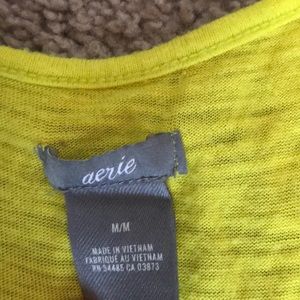 aerie
M/M
MADE IN VIETNAM
FABRIQUÉ AU VIETNAM
RN 54485 CA 03873